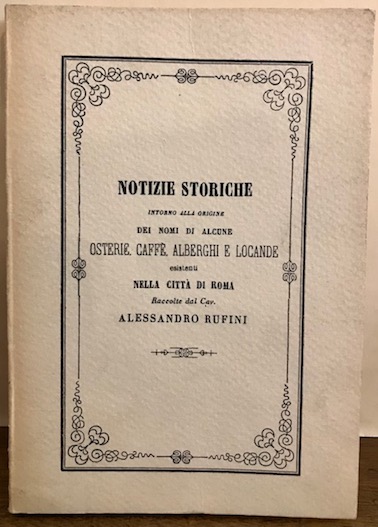 NOTIZIE STORICHE
INTORNO ALLA ORIGINE
DEI NOMI DI ALCUNE
OSTERIE, CAFFÈ, ALBERGHI E LOCANDE
esistenti
NELLA CITTÀ DI ROMA
Raccolte dal Cav.
ALESSANDRO RUFINI